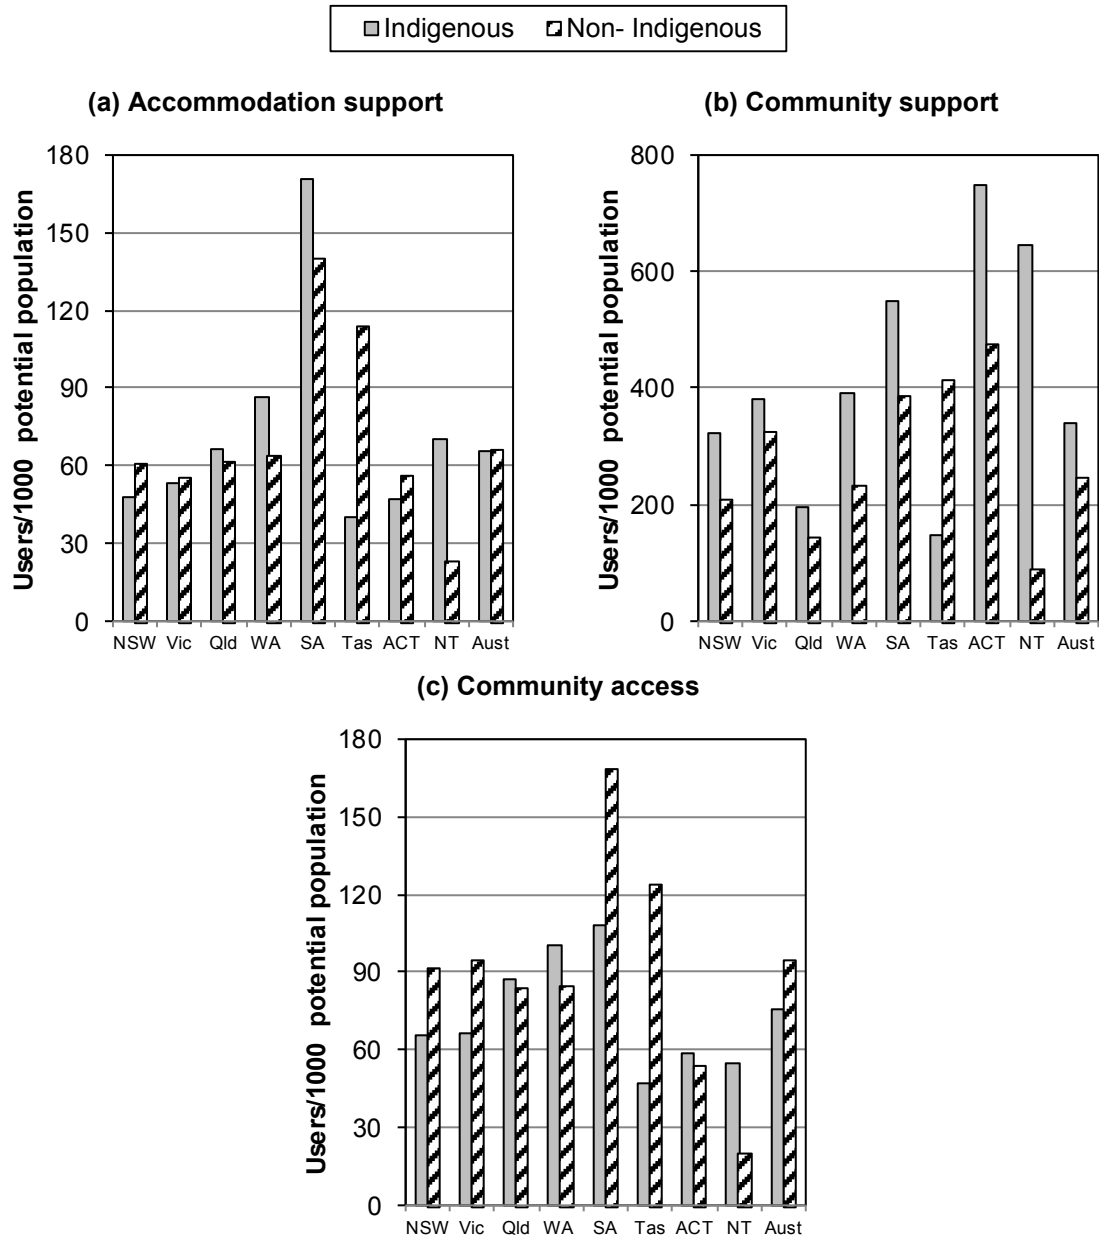 Indigenous Non- Indigenous
(a) Accommodation support
Users/1000 potential population
180
150
120
90
60
30
0
NSW Vic Qld WA SA Tas ACT NT Aust
(b) Community support
Users/1000 potential population
800
600
400
200
0
NSW Vic Qld WA SA Tas ACT NT Aust
(c) Community access
Users/1000 potential population
180
150
120
90
60
30
0
NSW Vic Qld WA SA Tas ACT NT Aust